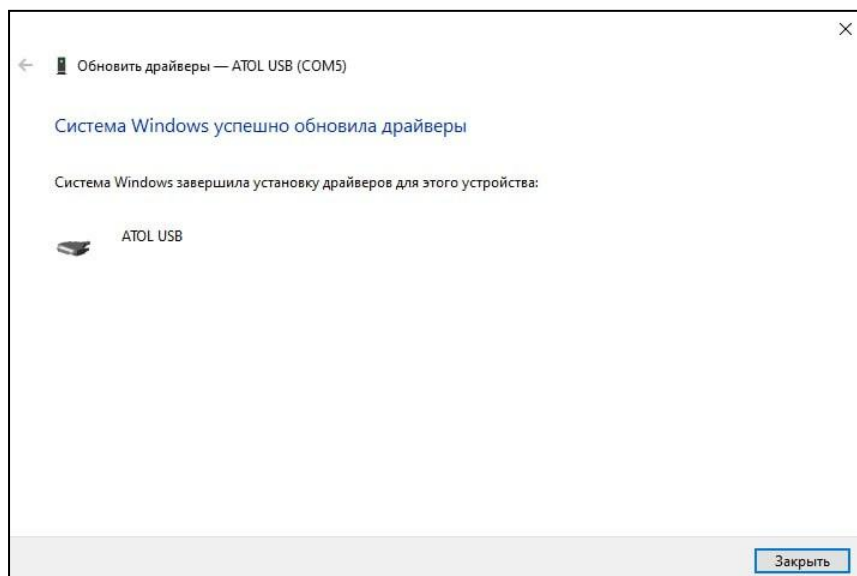 Обновить драйверы — ATOL USB (COM5)
Система Windows успешно обновила драйверы
Система Windows завершила установку драйверов для этого устройства:
ATOL USB
Закрыть